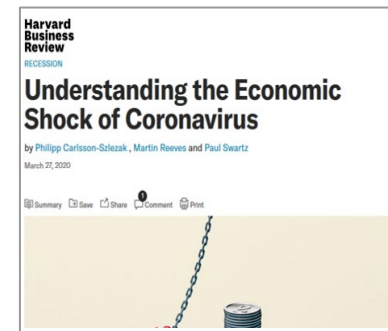 Harvard
Business
Review
RECESSION
Understanding the Economic
Shock of Coronavirus
by Philipp Carlsson-Szlezak , Martin Reeves and Paul Swartz
March 27, 2020
Summary Save Share 1 Comment Print